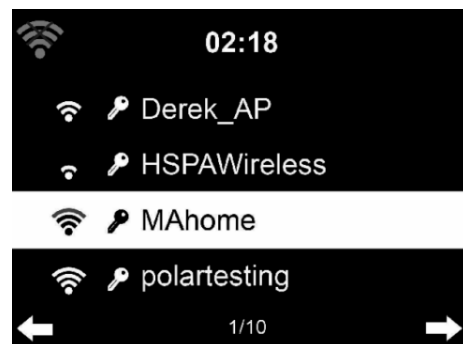 02:18
Derek_AP
HSPAWireless
MAhome
polartesting
1/10